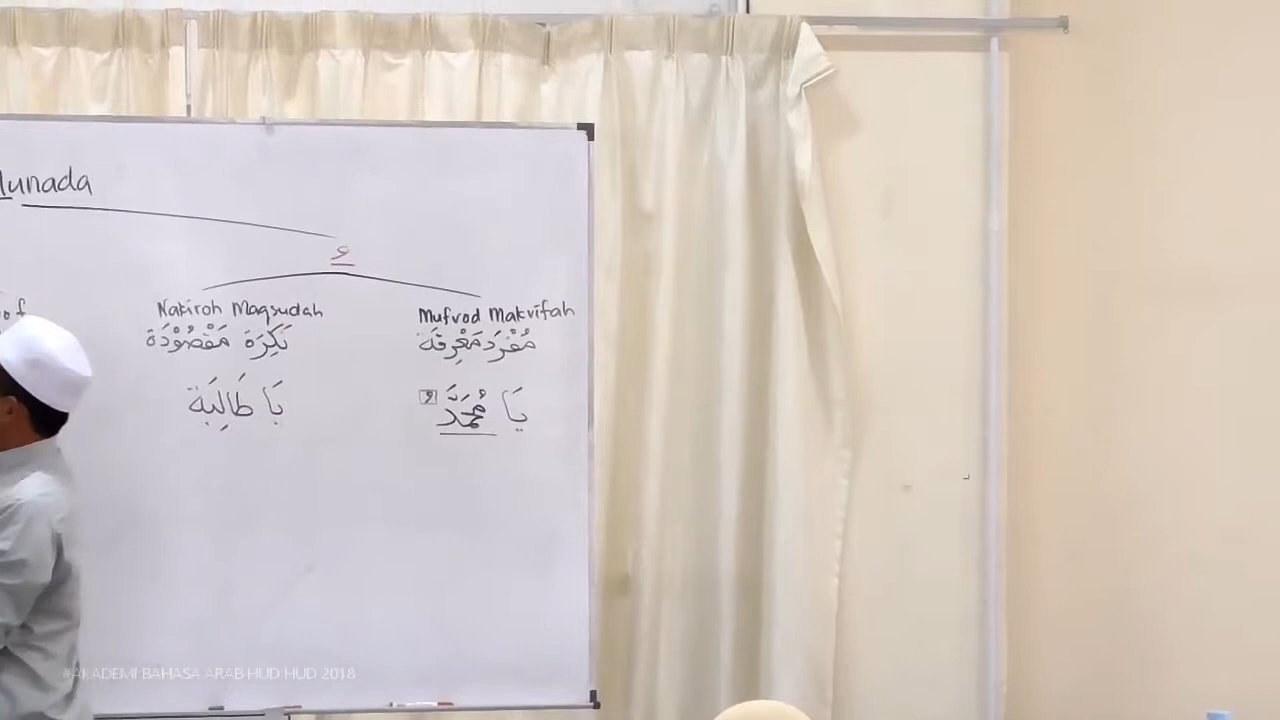 Munada
ـُ
Nakiroh Maqsudah
Mufrod Makrifah
نَكِرَة مَقْصُوْدَة
مُفْرَد مَعْرِفَة
يَا طَالِبَة
يَا مُحَمَّدَ
#AKADEMI BAHASA ARAB HUD HUD 2018